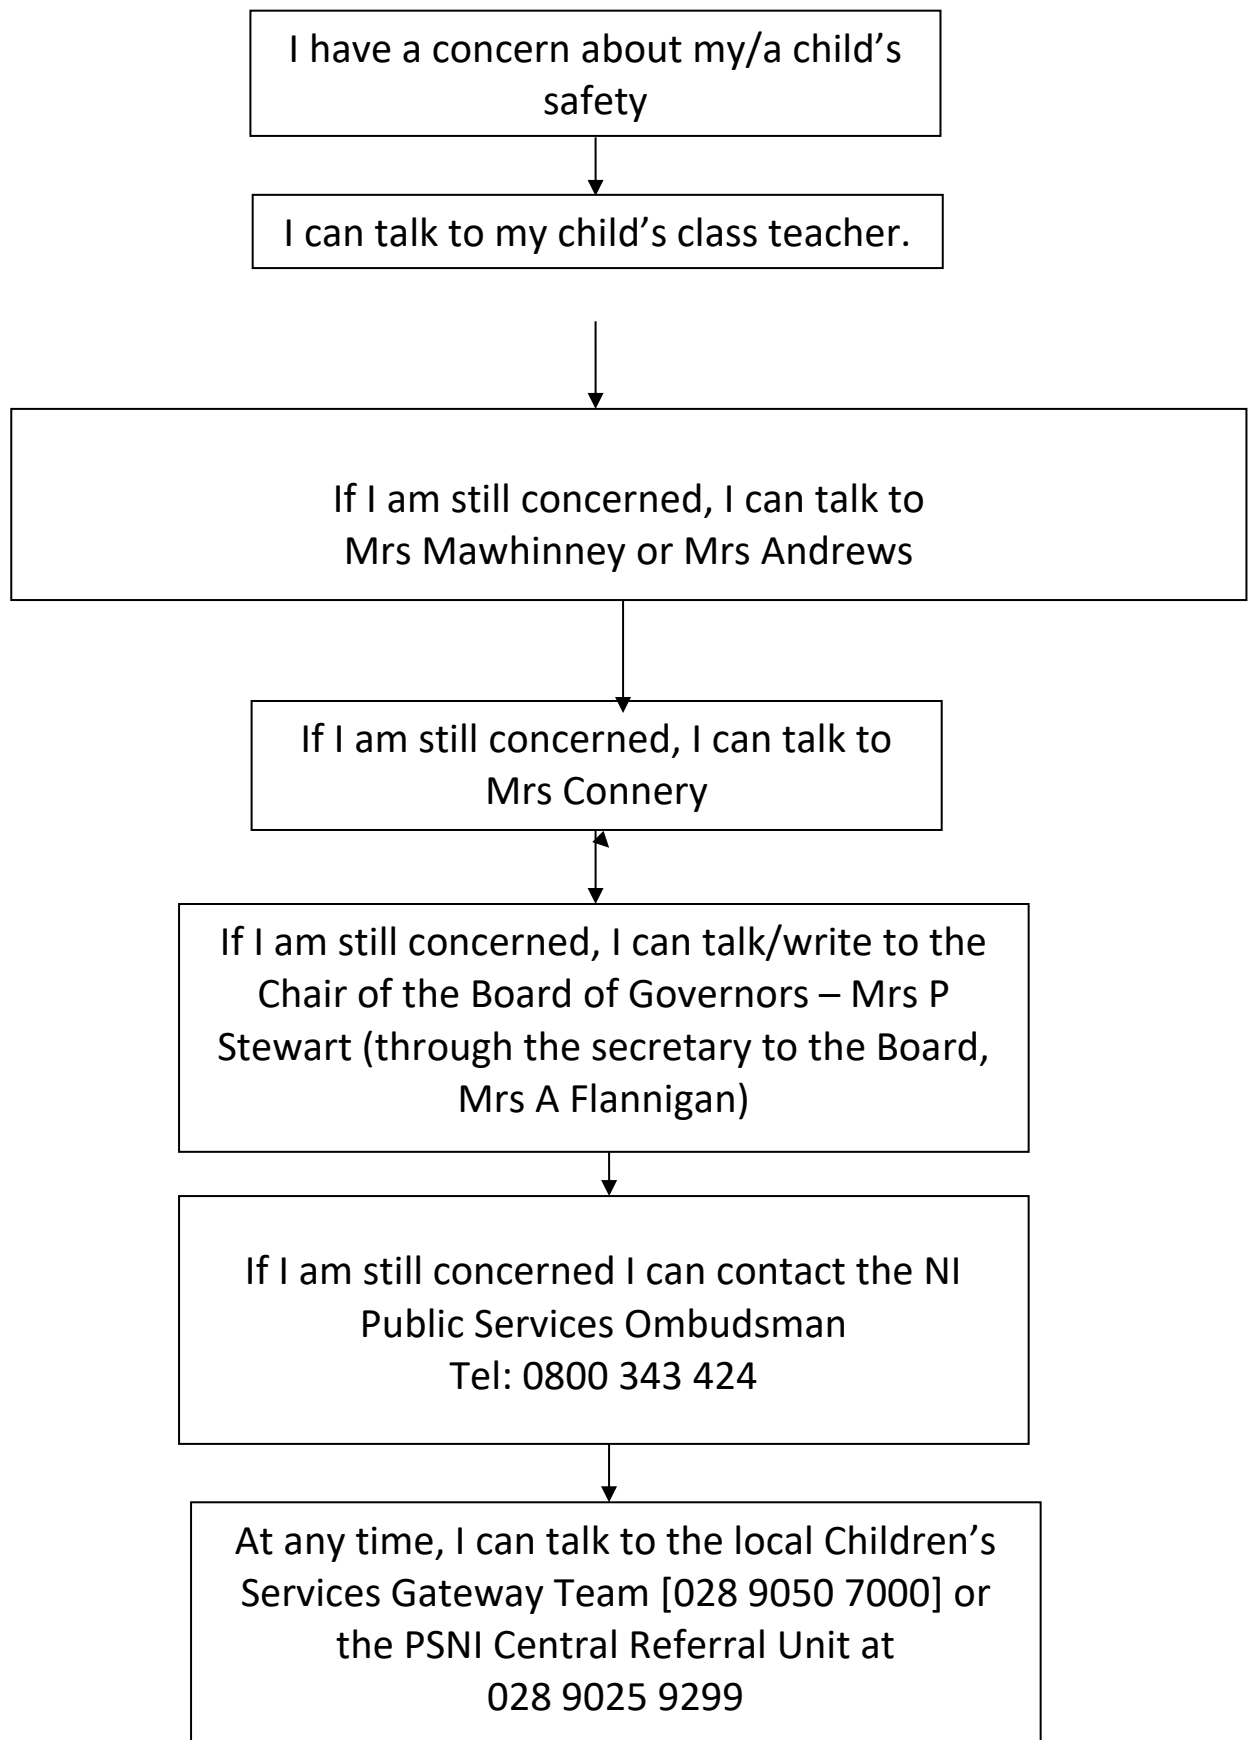 I have a concern about my/a child’s
safety
I can talk to my child’s class teacher.
If I am still concerned, I can talk to
Mrs Mawhinney or Mrs Andrews
If I am still concerned, I can talk to
Mrs Connery
If I am still concerned, I can talk/write to the
Chair of the Board of Governors – Mrs P
Stewart (through the secretary to the Board,
Mrs A Flannigan)
If I am still concerned I can contact the NI
Public Services Ombudsman
Tel: 0800 343 424
At any time, I can talk to the local Children’s
Services Gateway Team [028 9050 7000] or
the PSNI Central Referral Unit at
028 9025 9299